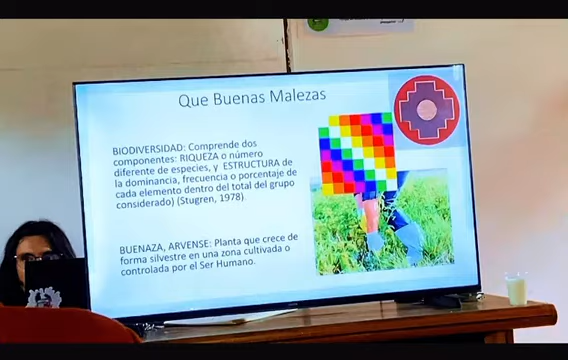 Que Buenas Malezas
BIODIVERSIDAD: Comprende dos
componentes: RIQUEZA o número
diferente de especies, y ESTRUCTURA de
la dominancia, frecuencia o porcentaje de
cada elemento dentro del total del grupo
considerado) (Stugren, 1978).
BUENAZA, ARVENSE: Planta que crece de
forma silvestre en una zona cultivada o
controlada por el Ser Humano.